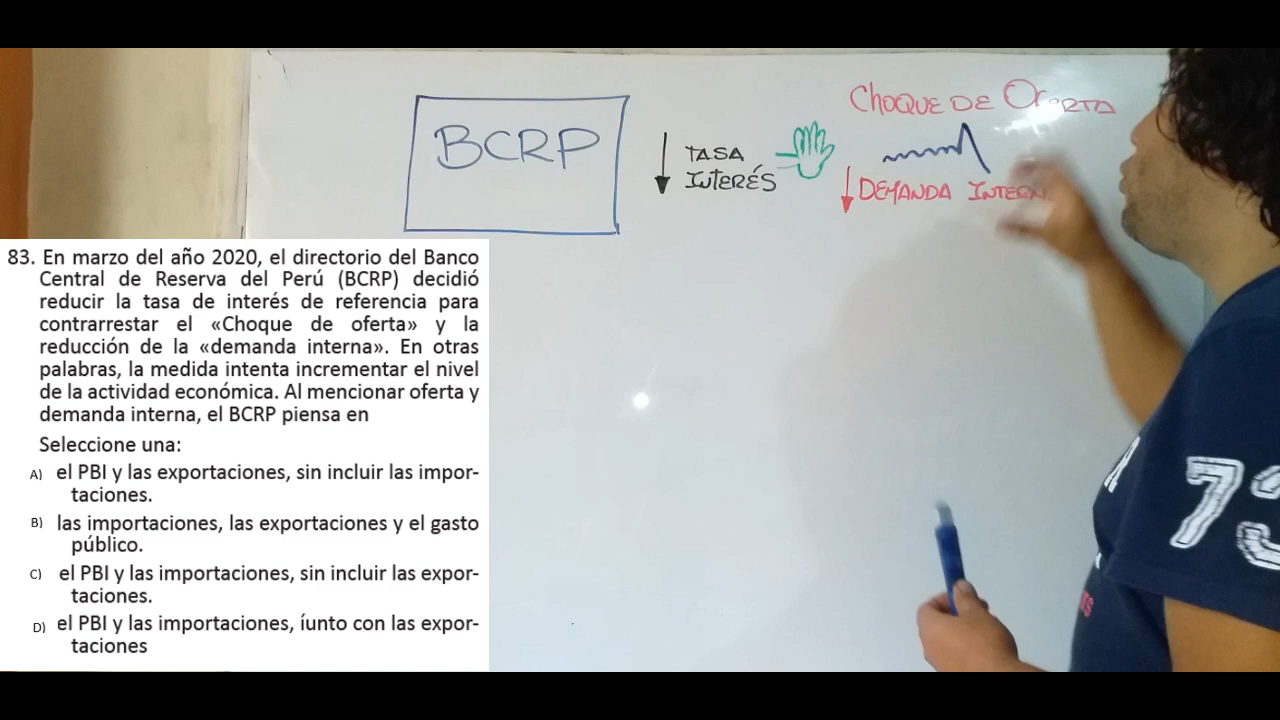 CHOQUE DE OFERTA
BCRP
TASA
INTERÉS
DEMANDA INTERN
83. En marzo del año 2020, el directorio del Banco
Central de Reserva del Perú (BCRP) decidió
reducir la tasa de interés de referencia para
contrarrestar el «Choque de oferta» y la
reducción de la «demanda interna». En otras
palabras, la medida intenta incrementar el nivel
de la actividad económica. Al mencionar oferta y
demanda interna, el BCRP piensa en
Seleccione una:
A) el PBI y las exportaciones, sin incluir las impor-
taciones.
B) las importaciones, las exportaciones y el gasto
público.
C) el PBI y las importaciones, sin incluir las expor-
taciones.
D) el PBI y las importaciones, íunto con las expor-
taciones
73